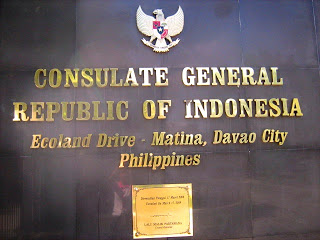 CONSULATE GENERAL
REPUBLIC OF INDONESIA
Ecoland Drive - Matina, Davao City
Philippines